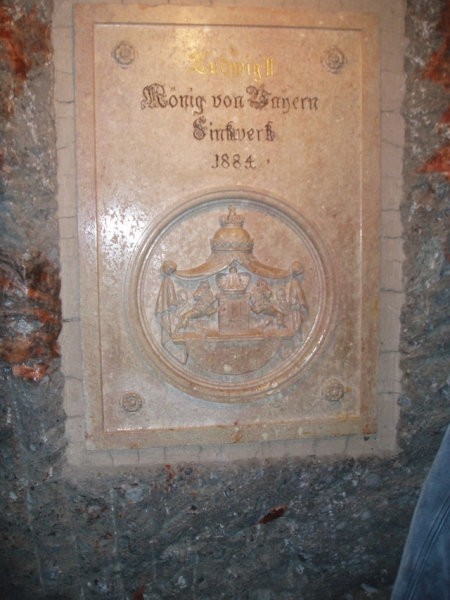 Ludwig II
König von Bayern
Sinkwerk
1884